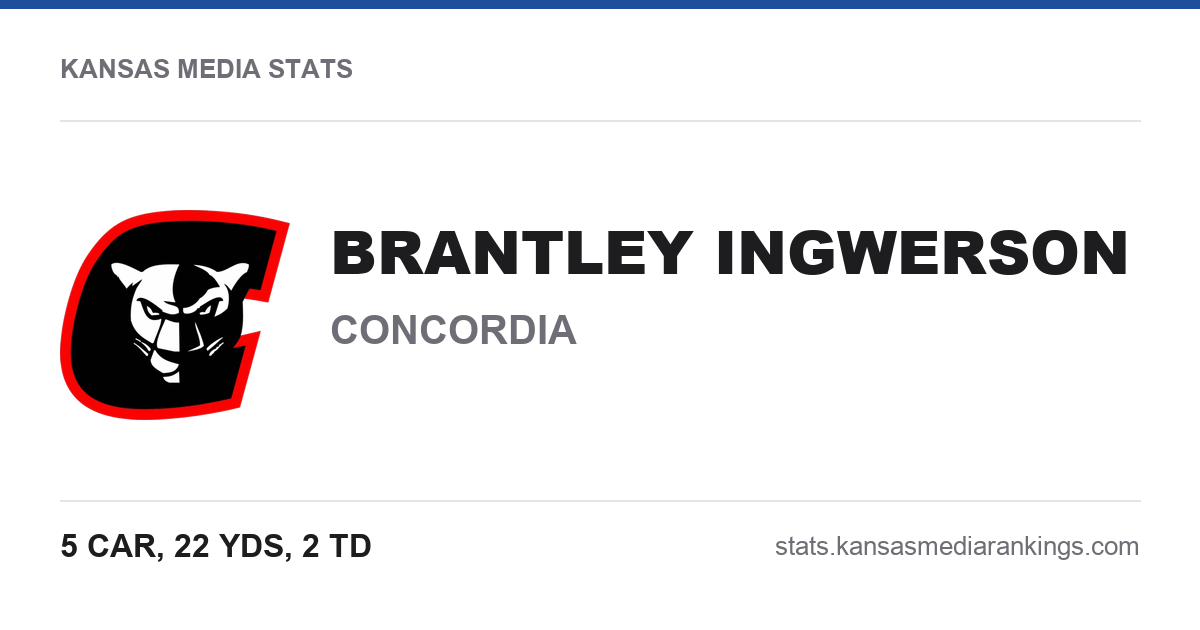 KANSAS MEDIA STATS
BRANTLEY INGWERSON
CONCORDIA
5 CAR, 22 YDS, 2 TD
stats.kansasmediarankings.com